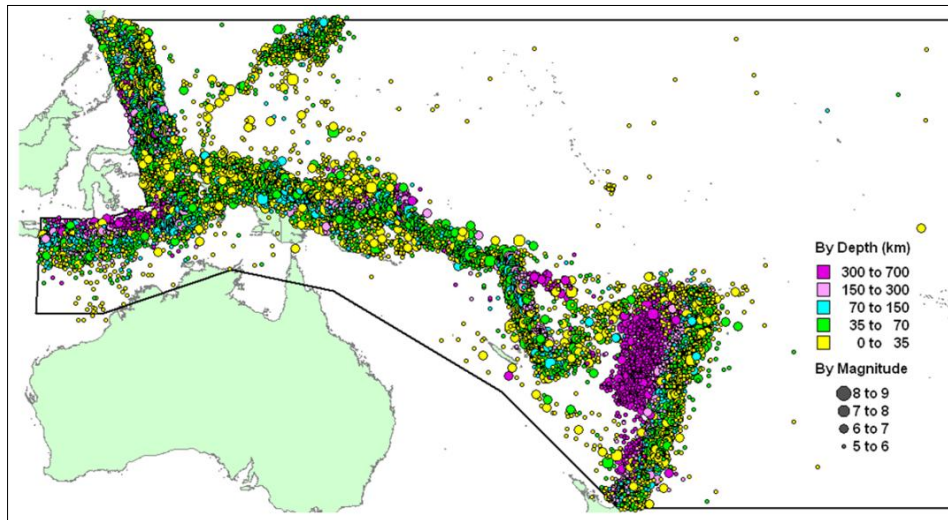 By Depth (km)
300 to 700
150 to 300
70 to 150
35 to 70
0 to 35
By Magnitude
8 to 9
7 to 8
6 to 7
5 to 6